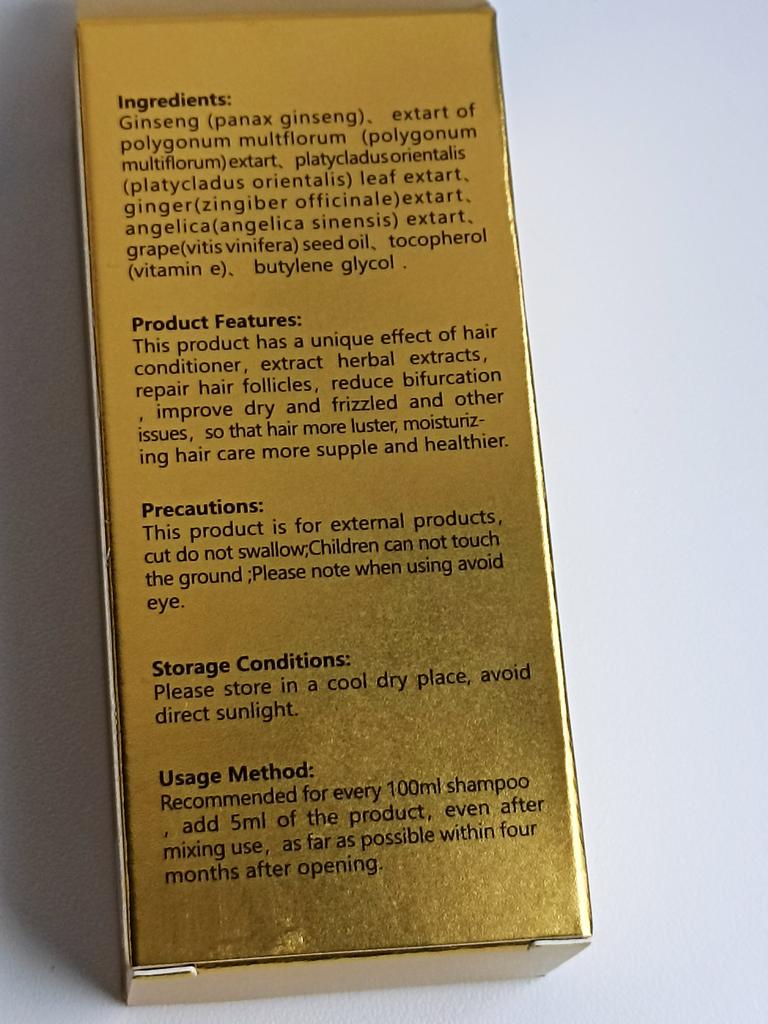 Ingredients:
Ginseng (panax ginseng)、 extart of
polygonum multflorum (polygonum
multiflorum)extart、platycladus orientalis
(platycladus orientalis) leaf extart、
ginger(zingiber officinale)extart、
angelica(angelica sinensis) extart、
grape(vitis vinifera) seed oil、tocopherol
(vitamin e)、 butylene glycol .
Product Features:
This product has a unique effect of hair
conditioner, extract herbal extracts,
repair hair follicles, reduce bifurcation
, improve dry and frizzled and other
issues, so that hair more luster, moisturiz-
ing hair care more supple and healthier.
Precautions:
This product is for external products,
cut do not swallow;Children can not touch
the ground ;Please note when using avoid
eye.
Storage Conditions:
Please store in a cool dry place, avoid
direct sunlight.
Usage Method:
Recommended for every 100ml shampoo
, add 5ml of the product, even after
mixing use, as far as possible within four
months after opening.